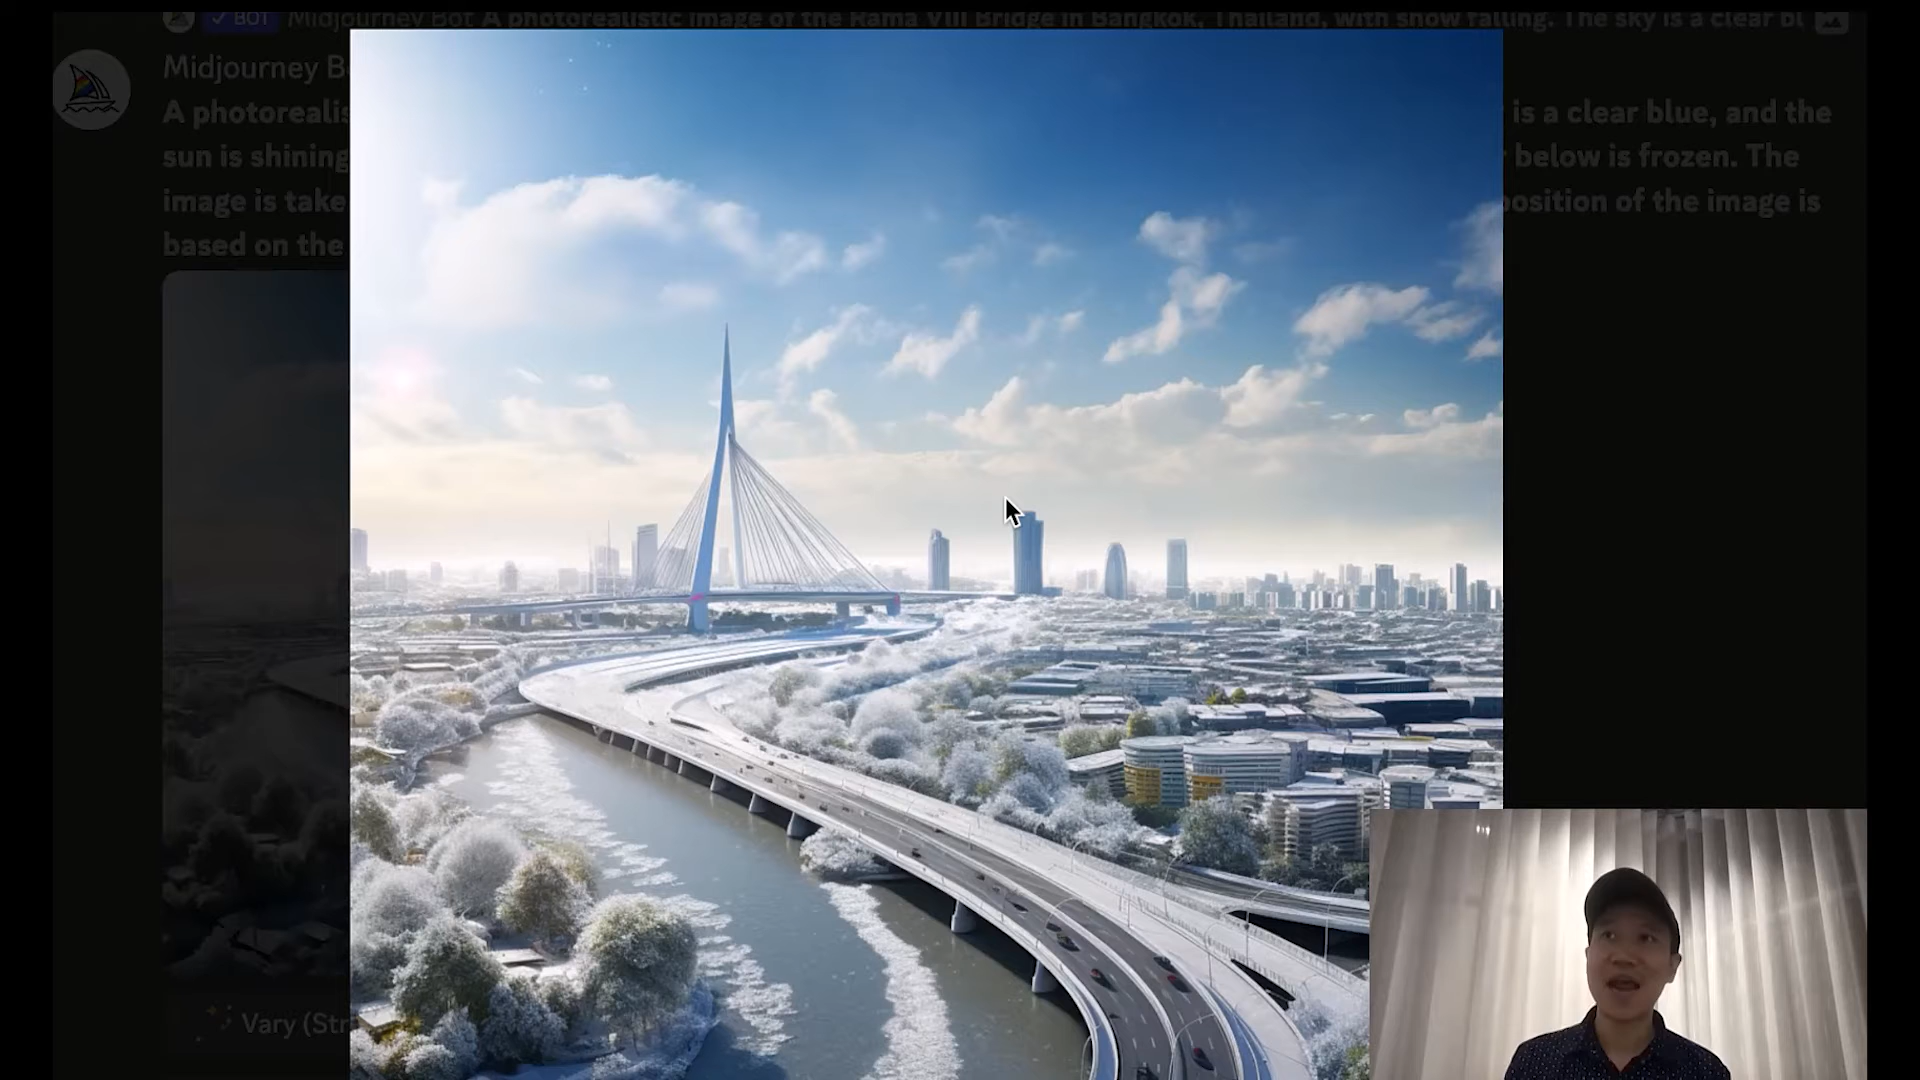 BOT Midjourney Bot A photorealistic image of the Rama VIII Bridge in Bangkok, Thailand, with snow falling. The sky is a clear bl
Midjourney B
A photorealis is a clear blue, and the
sun is shining below is frozen. The
image is take position of the image is
based on the
Vary (Str